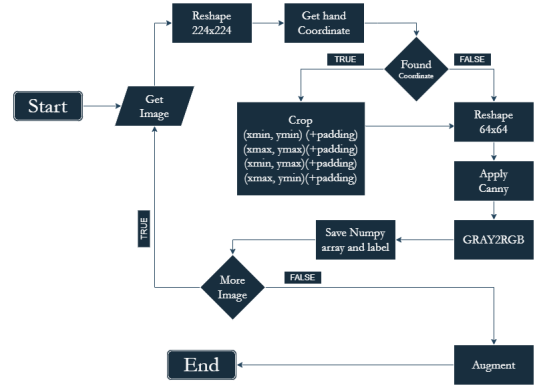 Start
Get
Image
Reshape
224x224
Get hand
Coordinate
Found
Coordinate
TRUE
FALSE
Crop
(xmin, ymin) (+padding)
(xmax, ymax)(+padding)
(xmin, ymax)(+padding)
(xmax, ymin)(+padding)
Reshape
64x64
Apply
Canny
GRAY2RGB
Save Numpy
array and label
More
Image
TRUE
FALSE
Augment
End